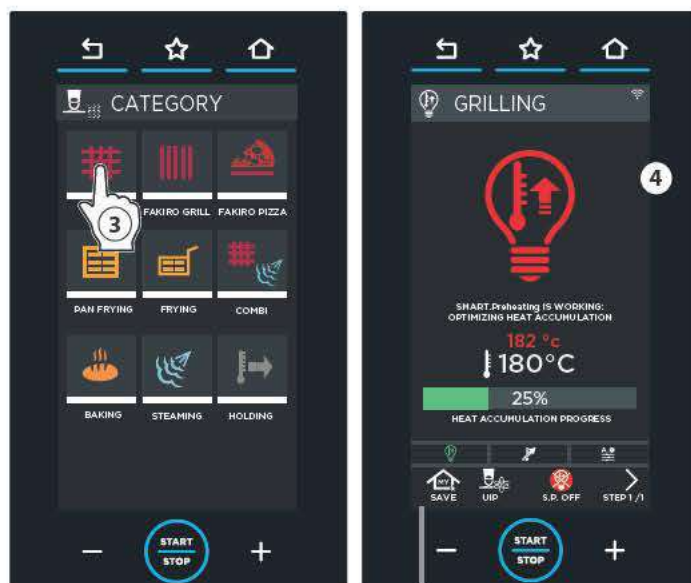 CATEGORY
FAKIRO GRILL
FAKIRO PIZZA
3
PAN FRYING
FRYING
COMBI
BAKING
STEAMING
HOLDING
START
STOP
GRILLING
4
SMART.Preheating IS WORKING:
OPTIMIZING HEAT ACCUMULATION
182 °c
180°C
25%
HEAT ACCUMULATION PROGRESS
MY
SAVE
UIP
S.P. OFF
STEP 1 /1
START
STOP